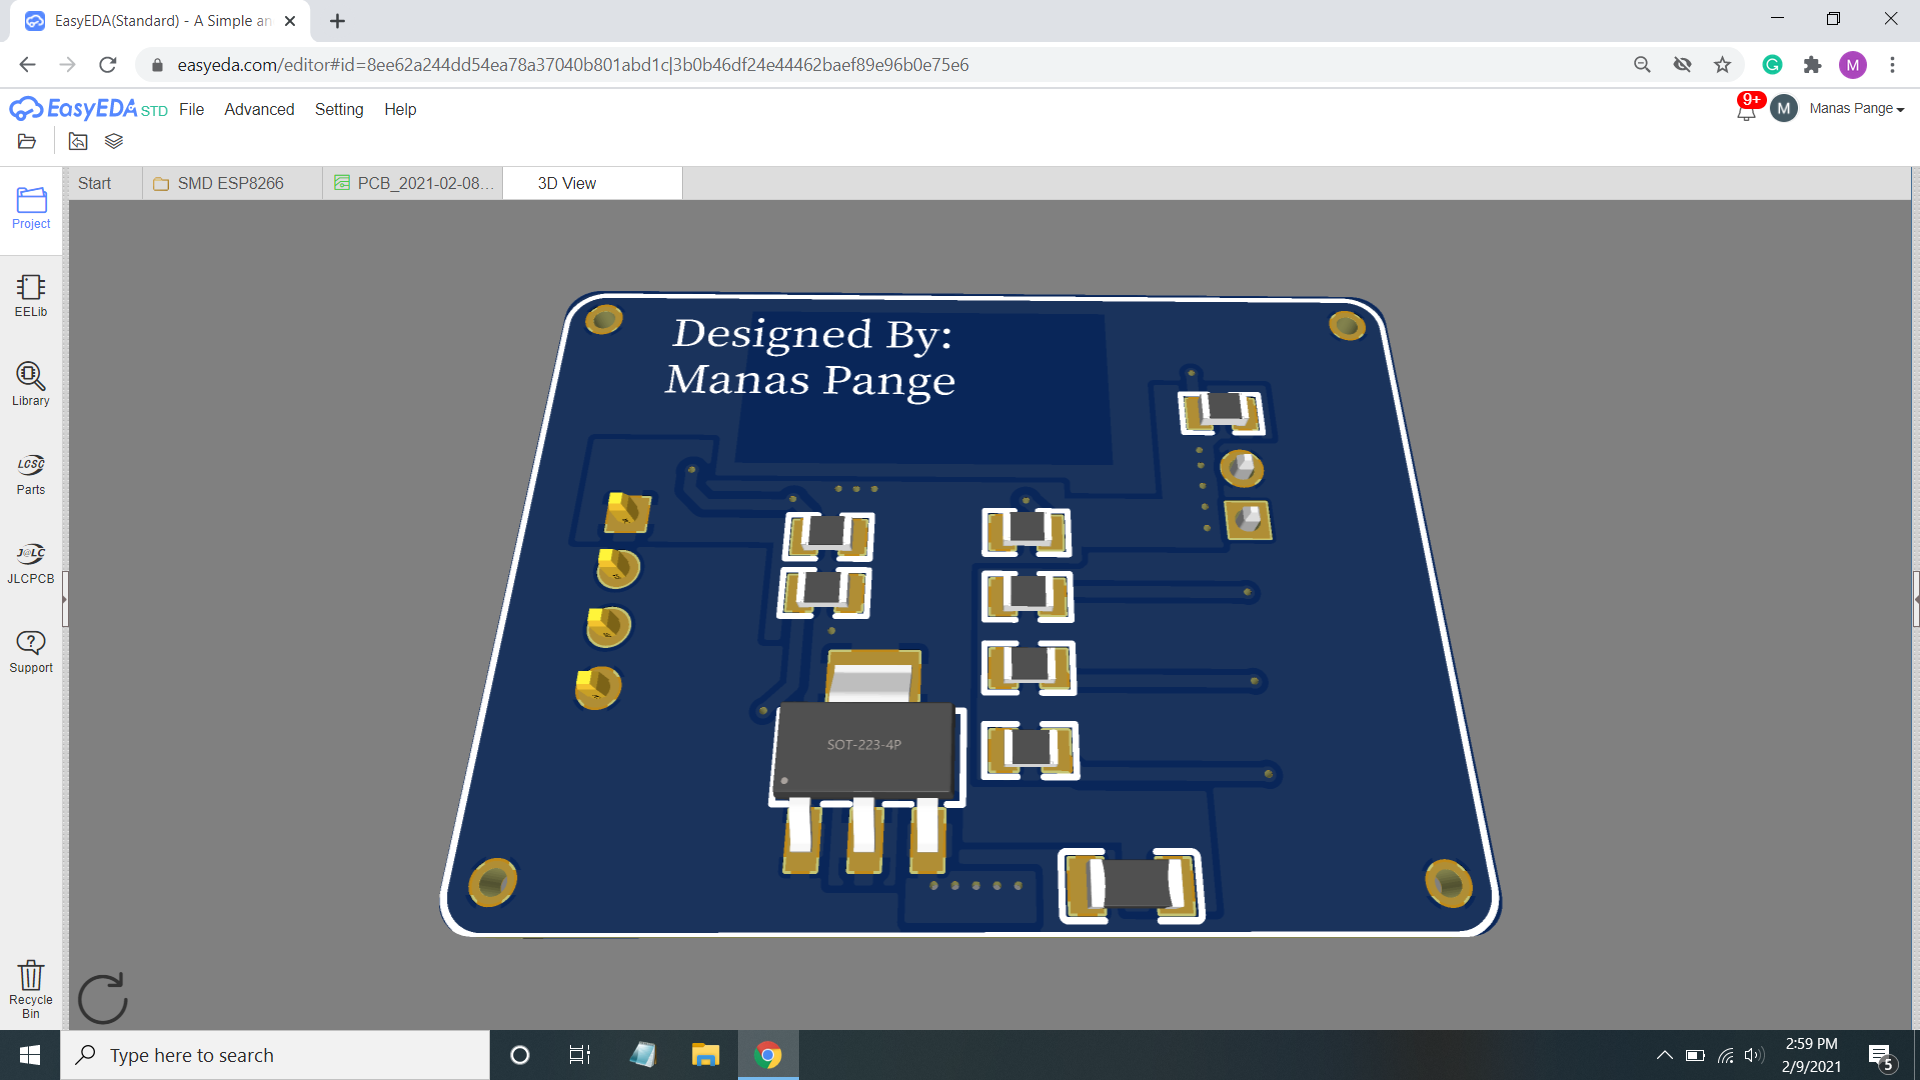 EasyEDA(Standard) - A Simple an
easyeda.com/editor#id=8ee62a244dd54ea78a37040b801abd1c|3b0b46df24e44462baef89e96b0e75e6
M
EasyEDA STD File Advanced Setting Help
9+ M Manas Pange
Start SMD ESP8266 PCB_2021-02-08... 3D View
Project
EELib
Library
LCSC
Parts
J@LC
JLCPCB
Support
Recycle
Bin
Designed By:
Manas Pange
SOT-223-4P
Type here to search
2:59 PM
2/9/2021
5